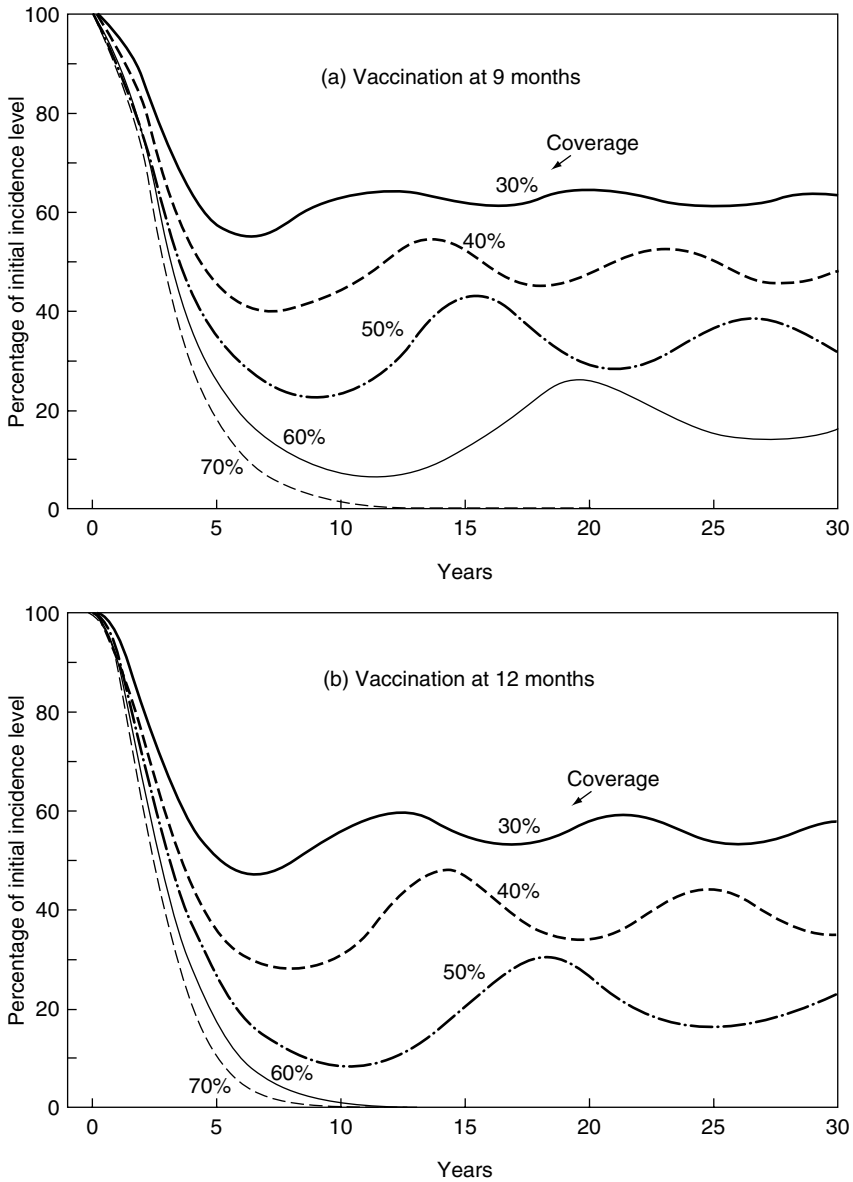 100
(a) Vaccination at 9 months
80
Coverage
30%
60
40%
40
50%
20
60%
70%
0
0 5 10 15 20 25 30
Percentage of initial incidence level
Years
100
(b) Vaccination at 12 months
80
Coverage
60
30%
40%
40
50%
20
60%
70%
0
0 5 10 15 20 25 30
Percentage of initial incidence level
Years